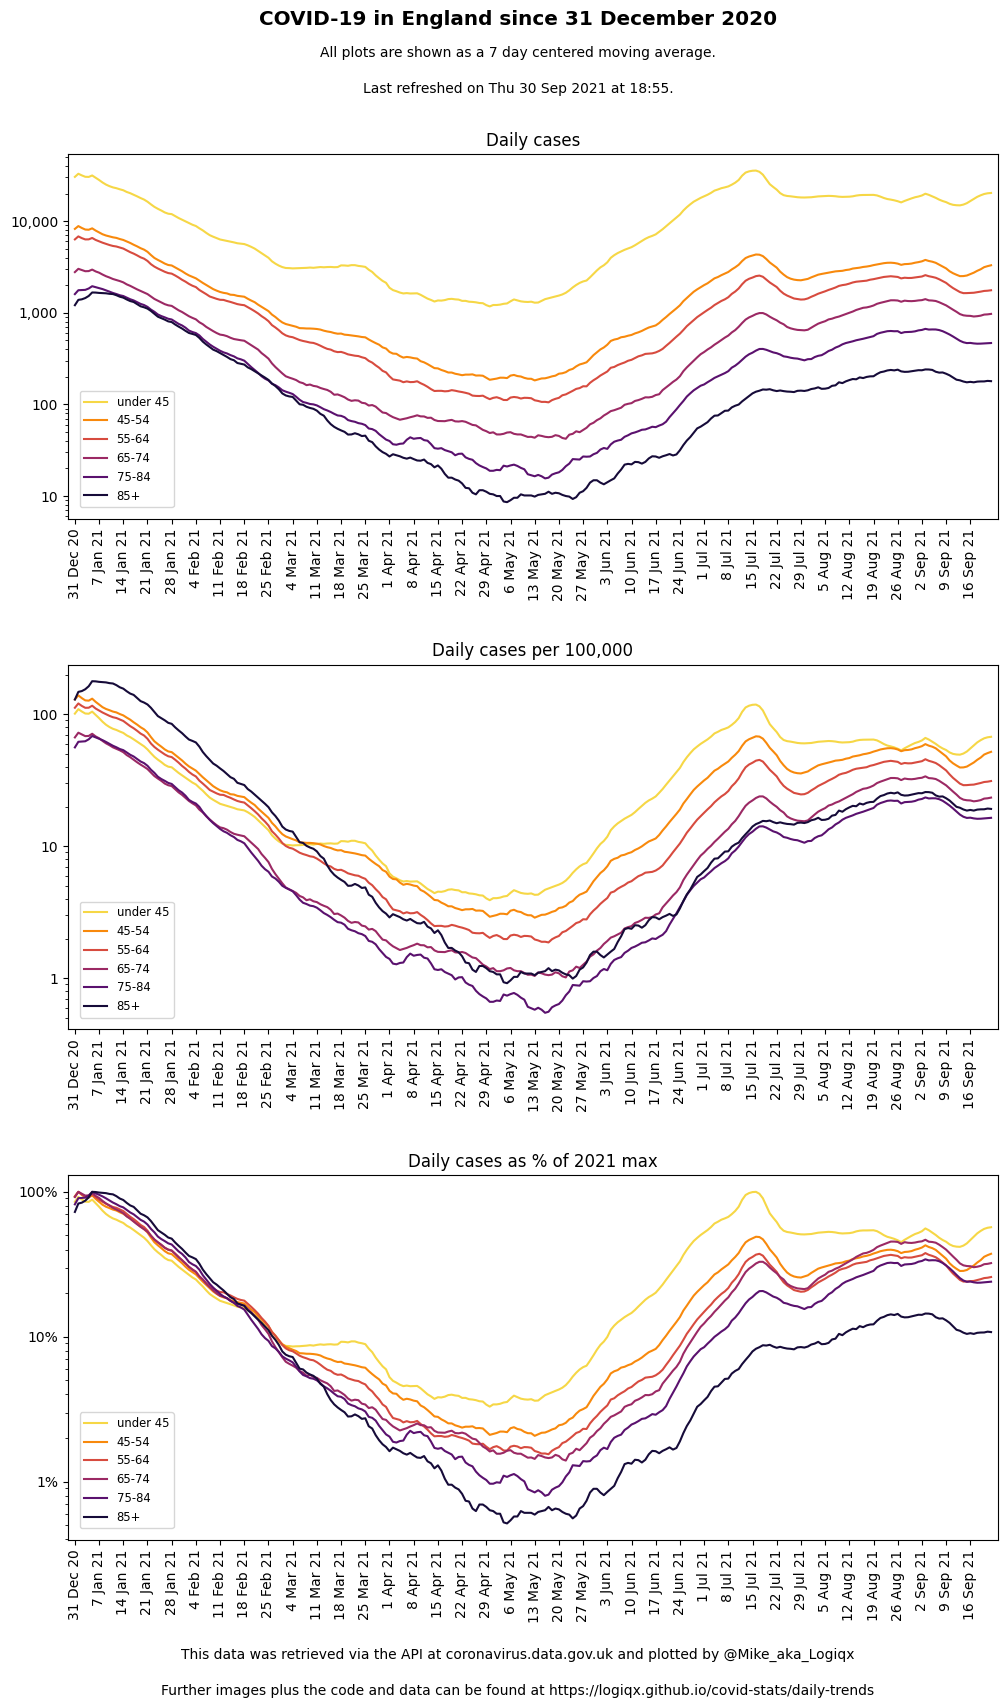 COVID-19 in England since 31 December 2020
All plots are shown as a 7 day centered moving average.
Last refreshed on Thu 30 Sep 2021 at 18:55.
Daily cases
10,000
1,000
100
10
under 45
45-54
55-64
65-74
75-84
85+
31 Dec 20
7 Jan 21
14 Jan 21
21 Jan 21
28 Jan 21
4 Feb 21
11 Feb 21
18 Feb 21
25 Feb 21
4 Mar 21
11 Mar 21
18 Mar 21
25 Mar 21
1 Apr 21
8 Apr 21
15 Apr 21
22 Apr 21
29 Apr 21
6 May 21
13 May 21
20 May 21
27 May 21
3 Jun 21
10 Jun 21
17 Jun 21
24 Jun 21
1 Jul 21
8 Jul 21
15 Jul 21
22 Jul 21
29 Jul 21
5 Aug 21
12 Aug 21
19 Aug 21
26 Aug 21
2 Sep 21
9 Sep 21
16 Sep 21
Daily cases per 100,000
100
10
1
under 45
45-54
55-64
65-74
75-84
85+
31 Dec 20
7 Jan 21
14 Jan 21
21 Jan 21
28 Jan 21
4 Feb 21
11 Feb 21
18 Feb 21
25 Feb 21
4 Mar 21
11 Mar 21
18 Mar 21
25 Mar 21
1 Apr 21
8 Apr 21
15 Apr 21
22 Apr 21
29 Apr 21
6 May 21
13 May 21
20 May 21
27 May 21
3 Jun 21
10 Jun 21
17 Jun 21
24 Jun 21
1 Jul 21
8 Jul 21
15 Jul 21
22 Jul 21
29 Jul 21
5 Aug 21
12 Aug 21
19 Aug 21
26 Aug 21
2 Sep 21
9 Sep 21
16 Sep 21
Daily cases as % of 2021 max
100%
10%
1%
under 45
45-54
55-64
65-74
75-84
85+
31 Dec 20
7 Jan 21
14 Jan 21
21 Jan 21
28 Jan 21
4 Feb 21
11 Feb 21
18 Feb 21
25 Feb 21
4 Mar 21
11 Mar 21
18 Mar 21
25 Mar 21
1 Apr 21
8 Apr 21
15 Apr 21
22 Apr 21
29 Apr 21
6 May 21
13 May 21
20 May 21
27 May 21
3 Jun 21
10 Jun 21
17 Jun 21
24 Jun 21
1 Jul 21
8 Jul 21
15 Jul 21
22 Jul 21
29 Jul 21
5 Aug 21
12 Aug 21
19 Aug 21
26 Aug 21
2 Sep 21
9 Sep 21
16 Sep 21
This data was retrieved via the API at coronavirus.data.gov.uk and plotted by @Mike_aka_Logiqx
Further images plus the code and data can be found at https://logiqx.github.io/covid-stats/daily-trends